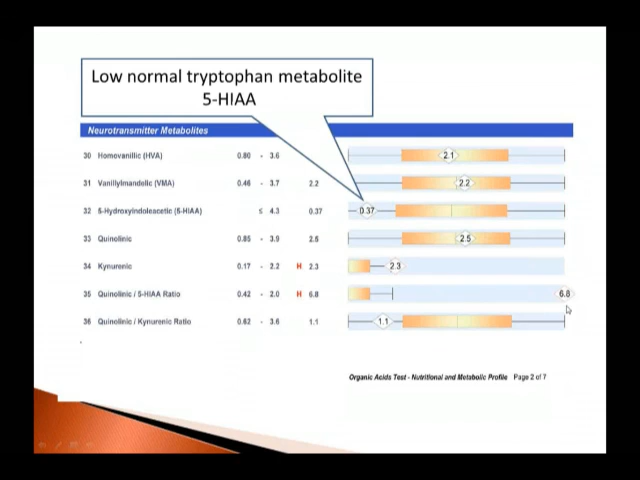 Low normal tryptophan metabolite
5-HIAA
Neurotransmitter Metabolites
30 Homovanillic (HVA) 0.80 - 3.6 2.1
31 Vanillylmandelic (VMA) 0.46 - 3.7 2.2 2.2
32 5-Hydroxyindoleacetic (5-HIAA) ≤ 4.3 0.37 0.37
33 Quinolinic 0.85 - 3.9 2.5 2.5
34 Kynurenic 0.17 - 2.2 H 2.3 2.3
35 Quinolinic / 5-HIAA Ratio 0.42 - 2.0 H 6.8 6.8
36 Quinolinic / Kynurenic Ratio 0.62 - 3.6 1.1 1.1
Organic Acids Test - Nutritional and Metabolic Profile Page 2 of 7